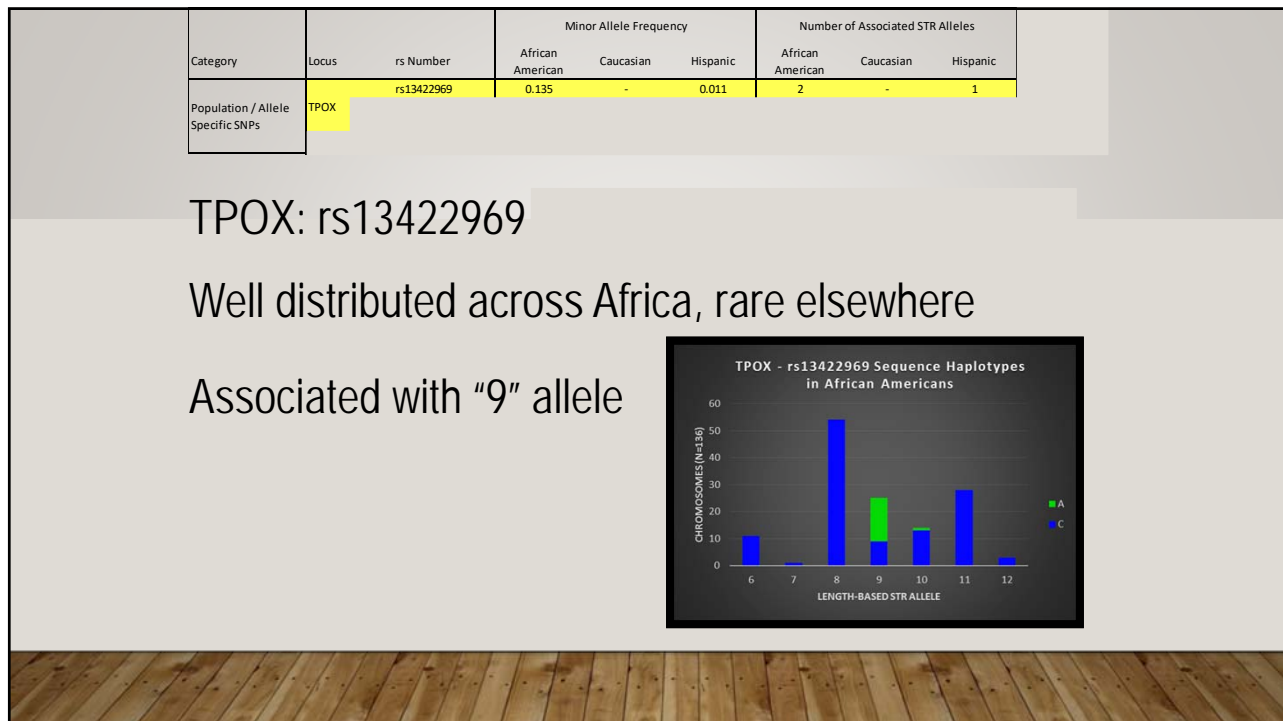 Minor Allele Frequency Number of Associated STR Alleles
Category Locus rs Number African American Caucasian Hispanic African American Caucasian Hispanic
rs13422969 0.135 - 0.011 2 - 1
Population / Allele TPOX
Specific SNPs
TPOX: rs13422969
Well distributed across Africa, rare elsewhere
Associated with “9” allele
TPOX - rs13422969 Sequence Haplotypes
in African Americans
CHROMOSOMES (N=136)
60
50
40
30
20
10
0
6 7 8 9 10 11 12
LENGTH-BASED STR ALLELE
A
C